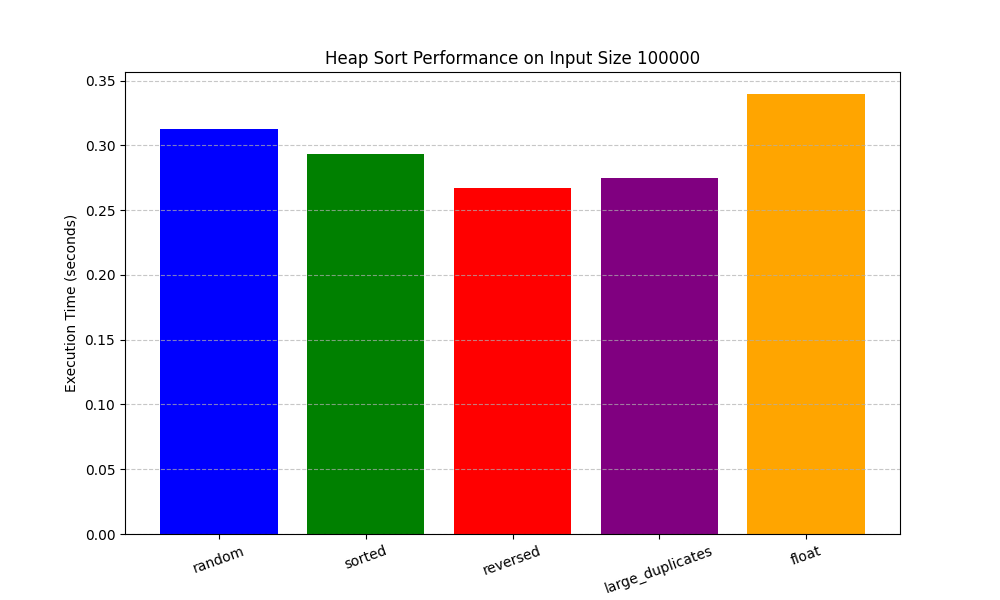 Heap Sort Performance on Input Size 100000
Execution Time (seconds)
0.35
0.30
0.25
0.20
0.15
0.10
0.05
0.00
random
sorted
reversed
large_duplicates
float